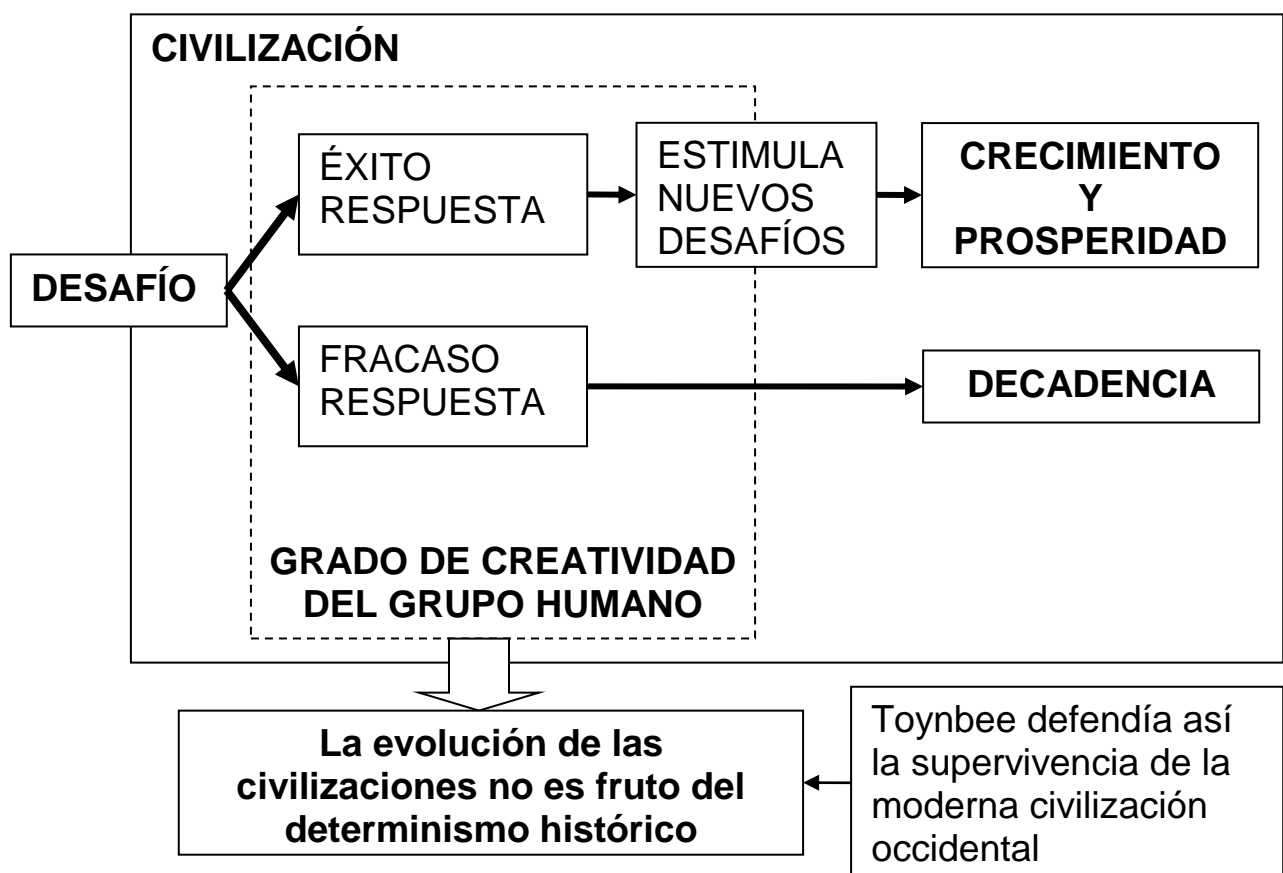 CIVILIZACIÓN
ÉXITO
RESPUESTA
ESTIMULA
NUEVOS
DESAFÍOS
CRECIMIENTO
Y
PROSPERIDAD
DESAFÍO
FRACASO
RESPUESTA
DECADENCIA
GRADO DE CREATIVIDAD
DEL GRUPO HUMANO
La evolución de las
civilizaciones no es fruto del
determinismo histórico
Toynbee defendía así
la supervivencia de la
moderna civilización
occidental